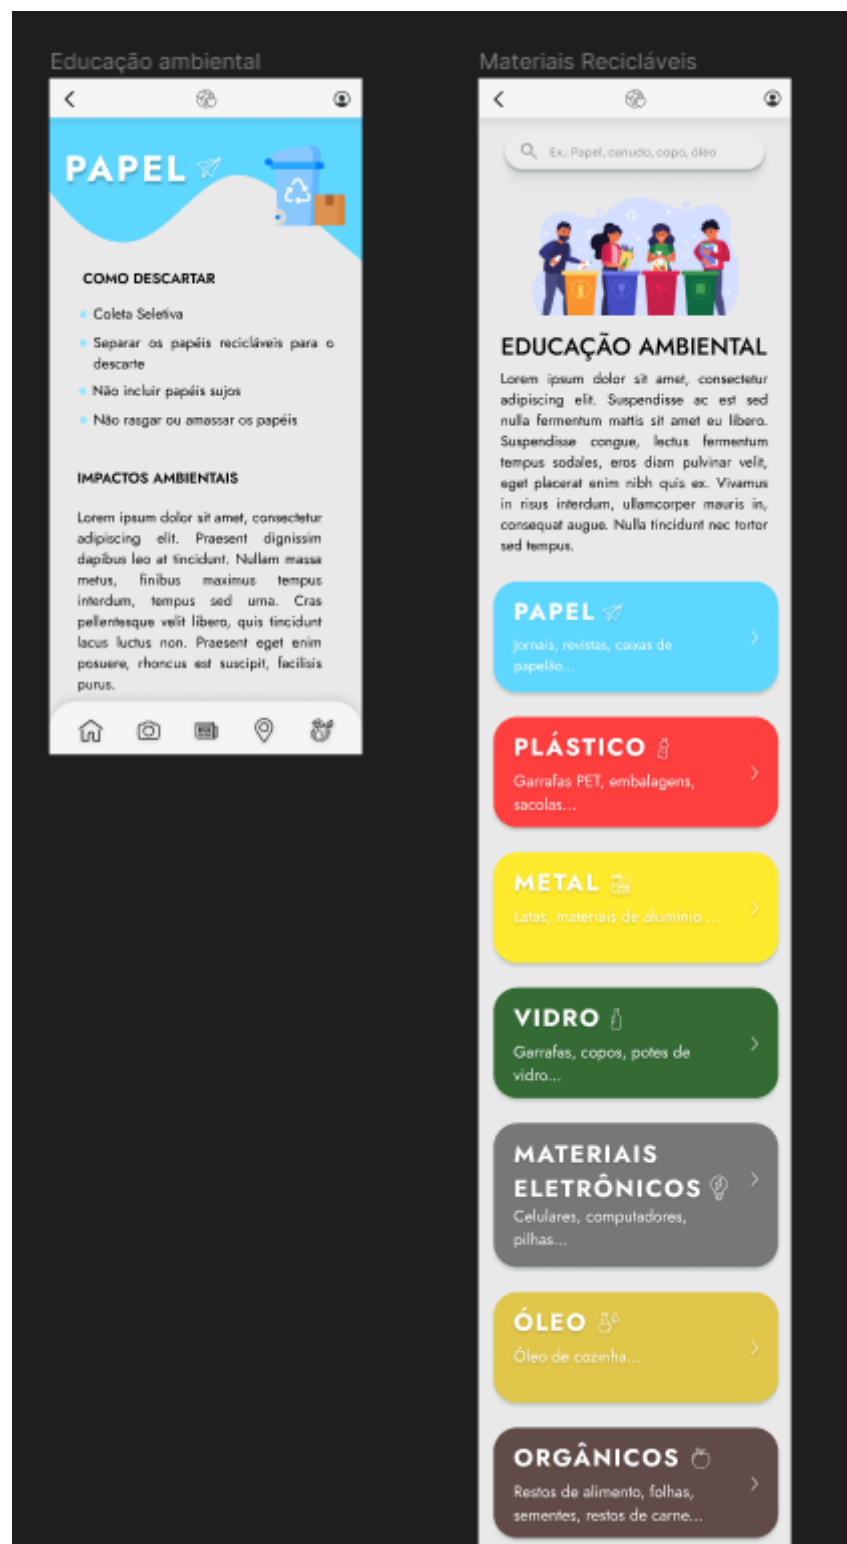 Educação ambiental
PAPEL
COMO DESCARTAR
Coleta Seletiva
Separar os papéis recicláveis para o
descarte
Não incluir papéis sujos
Não rasgar ou amassar os papéis
IMPACTOS AMBIENTAIS
Lorem ipsum dolor sit amet, consectetur
adipiscing elit. Praesent dignissim
dapibus leo at tincidunt. Nullam massa
metus, finibus maximus tempus
interdum, tempus sed urna. Cras
pellentesque velit libero, quis tincidunt
lacus luctus non. Praesent eget enim
posuere, rhoncus est suscipit, facilisis
purus.
Materiais Recicláveis
Ex.: Papel, canudo, copo, óleo
EDUCAÇÃO AMBIENTAL
Lorem ipsum dolor sit amet, consectetur
adipiscing elit. Suspendisse ac est sed
nulla fermentum mattis sit amet eu libero.
Suspendisse congue, lectus fermentum
tempus sodales, eros diam pulvinar velit,
eget placerat enim nibh quis ex. Vivamus
in risus interdum, ullamcorper mauris in,
consequat augue. Nulla tincidunt nec tortor
sed tempus.
PAPEL
Jornais, revistas, caixas de
papelão...
PLÁSTICO
Garrafas PET, embalagens,
sacolas...
METAL
Latas, materiais de aluminio ...
VIDRO
Garrafas, copos, potes de
vidro...
MATERIAIS
ELETRÔNICOS
Celulares, computadores,
pilhas...
ÓLEO
Óleo de cozinha...
ORGÂNICOS
Restos de alimento, folhas,
sementes, restos de carne...